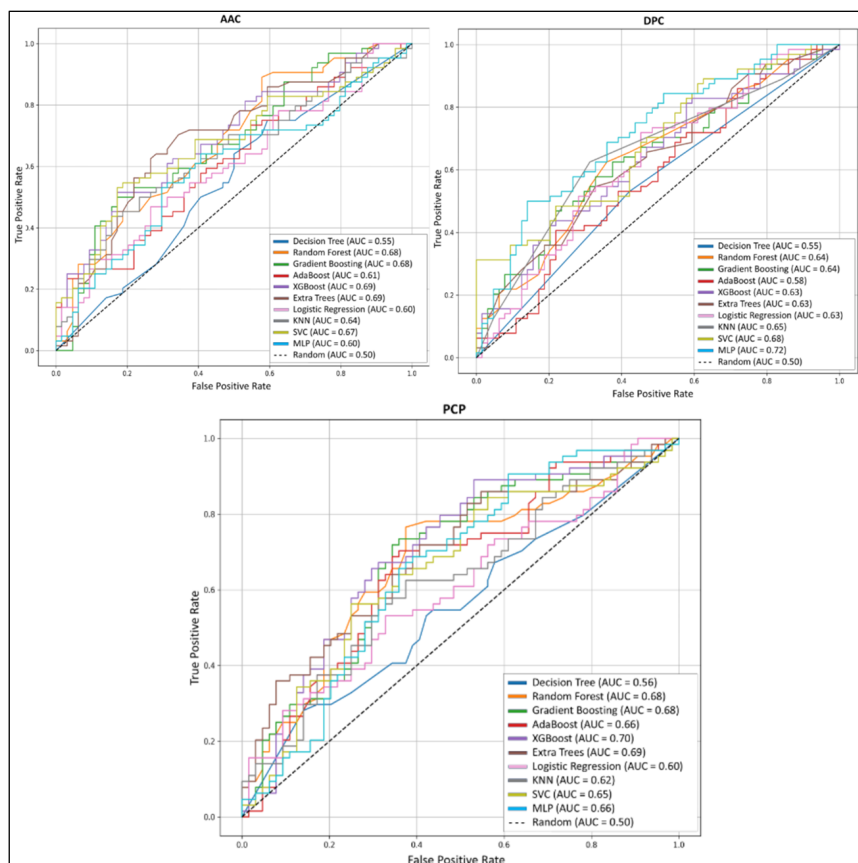 AAC
True Positive Rate
1.0
0.8
3.6
3.4
0.2
0.0
Decision Tree (AUC = 0.55)
Random Forest (AUC = 0.68)
Gradient Boosting (AUC = 0.68)
AdaBoost (AUC = 0.61)
XGBoost (AUC = 0.69)
Extra Trees (AUC = 0.69)
Logistic Regression (AUC = 0.60)
KNN (AUC = 0.64)
SVC (AUC = 0.67)
MLP (AUC = 0.60)
Random (AUC = 0.50)
0.0 0.2 0.4 0.6 0.8 1.0
False Positive Rate
DPC
True Positive Rate
1.0
0.8
0.6
0.4
0.2
0.0
Decision Tree (AUC = 0.55)
Random Forest (AUC = 0.64)
Gradient Boosting (AUC = 0.64)
AdaBoost (AUC = 0.58)
XGBoost (AUC = 0.63)
Extra Trees (AUC = 0.63)
Logistic Regression (AUC = 0.63)
KNN (AUC = 0.65)
SVC (AUC = 0.68)
MLP (AUC = 0.72)
Random (AUC = 0.50)
0.0 0.2 0.4 0.6 0.8 1.0
False Positive Rate
PCP
True Positive Rate
1.0
0.8
0.6
0.4
0.2
0.0
Decision Tree (AUC = 0.56)
Random Forest (AUC = 0.68)
Gradient Boosting (AUC = 0.68)
AdaBoost (AUC = 0.66)
XGBoost (AUC = 0.70)
Extra Trees (AUC = 0.69)
Logistic Regression (AUC = 0.60)
KNN (AUC = 0.62)
SVC (AUC = 0.65)
MLP (AUC = 0.66)
Random (AUC = 0.50)
0.0 0.2 0.4 0.6 0.8 1.0
False Positive Rate